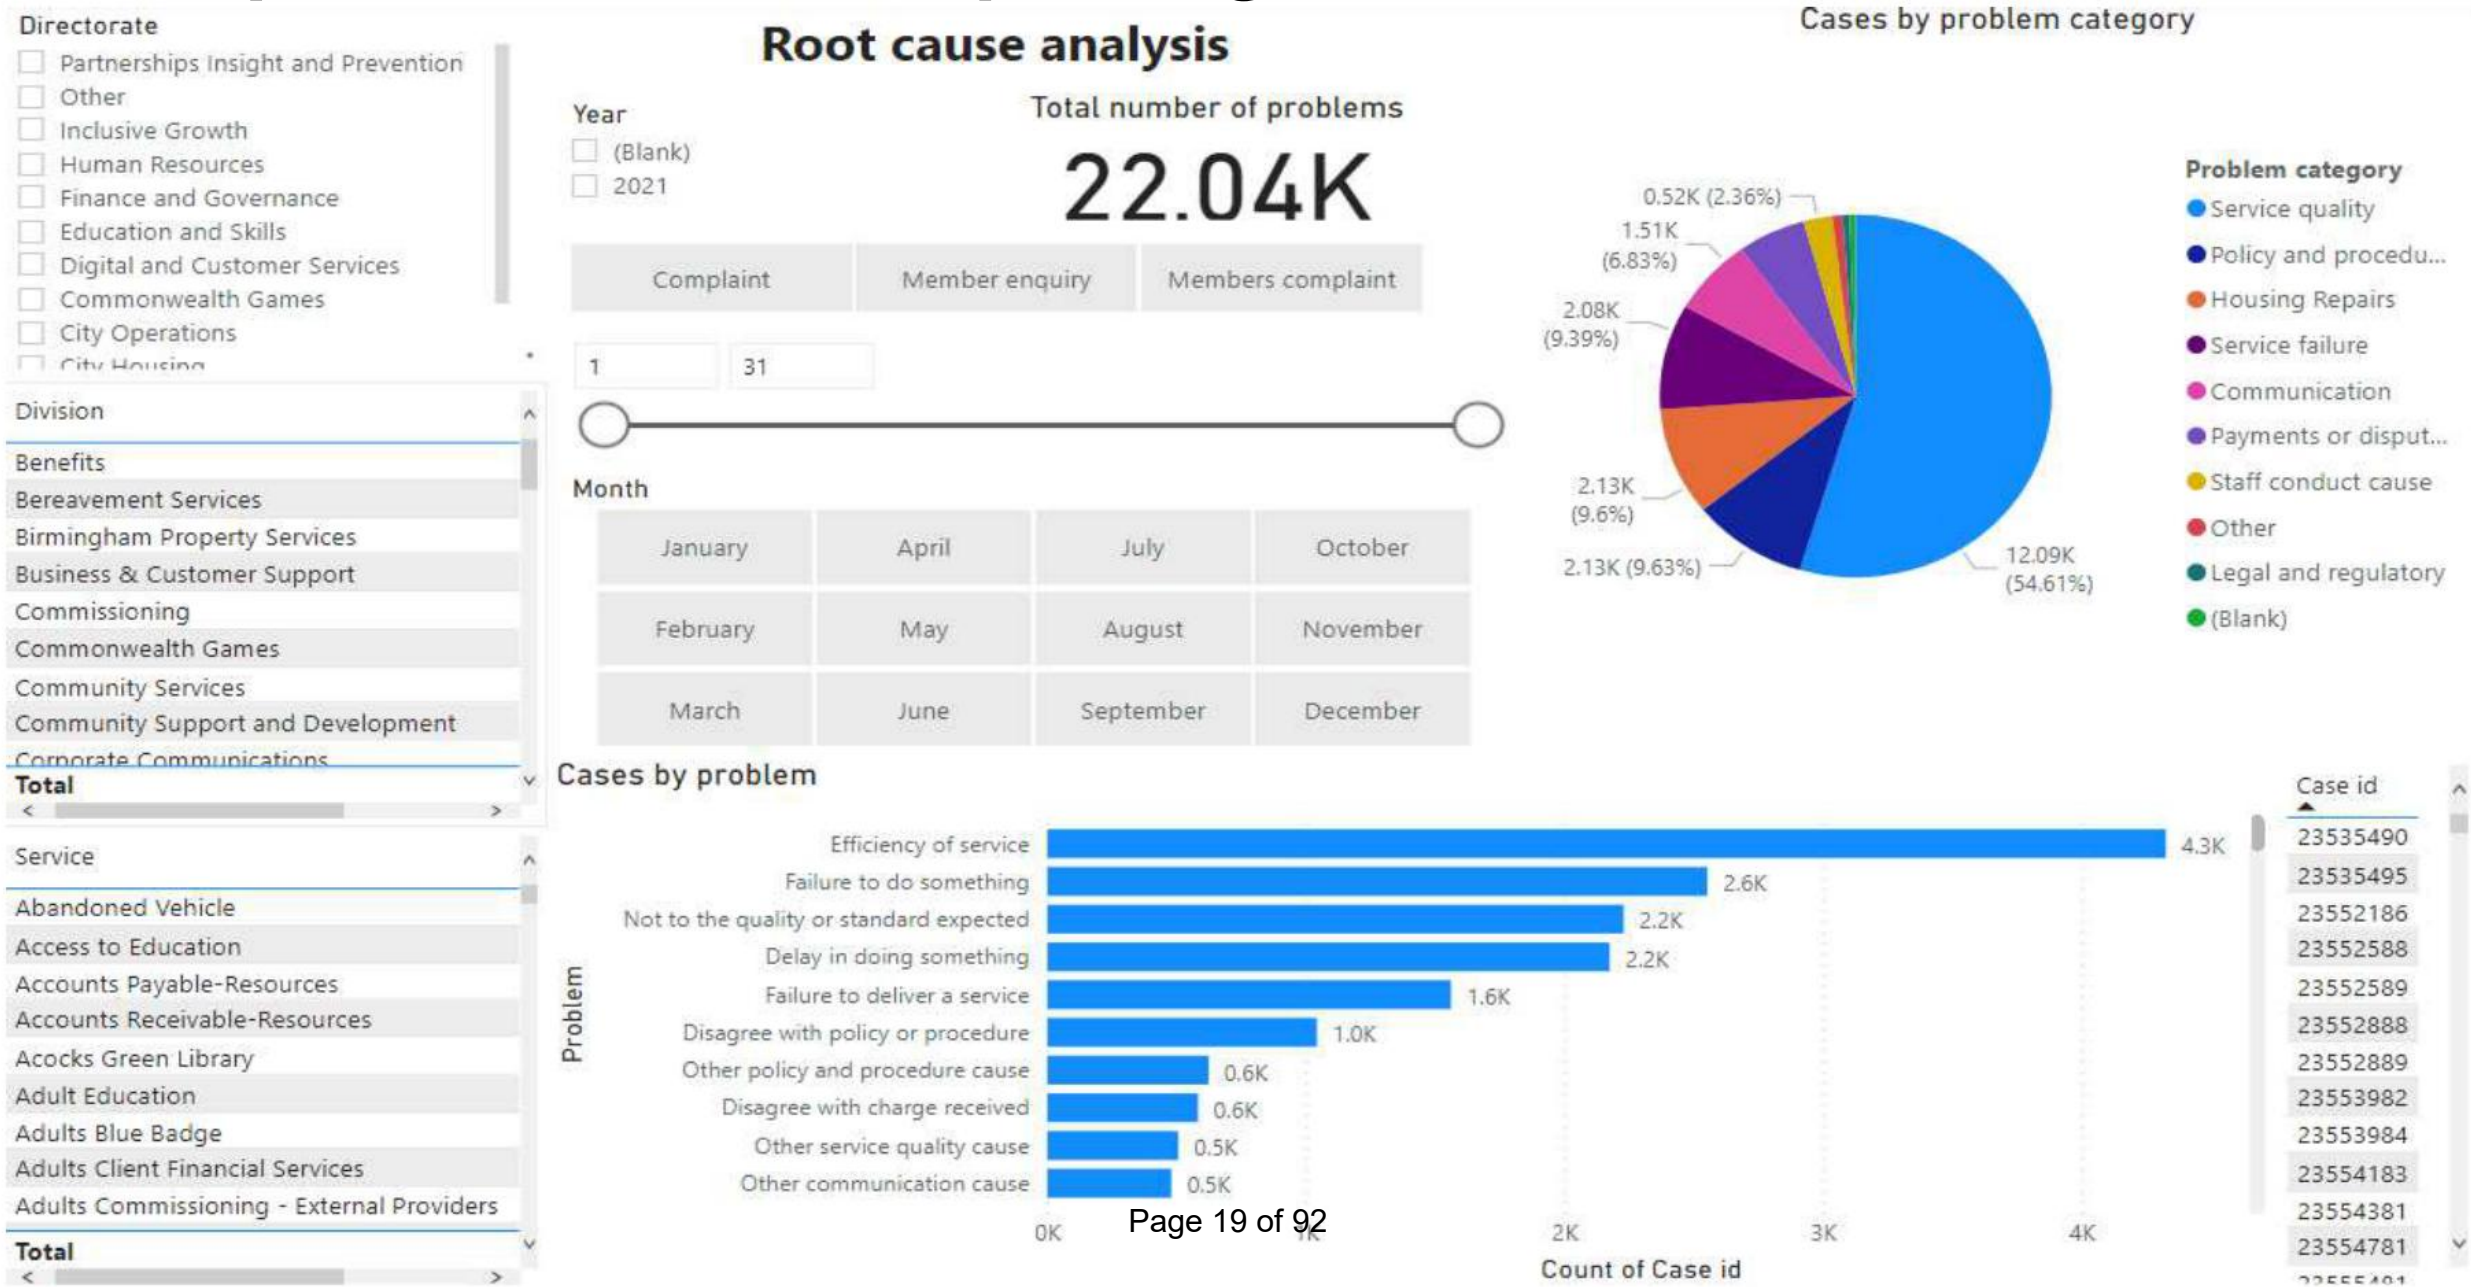 Directorate
Partnerships Insight and Prevention
Other
Inclusive Growth
Human Resources
Finance and Governance
Education and Skills
Digital and Customer Services
Commonwealth Games
City Operations
City Housing
Division
Benefits
Bereavement Services
Birmingham Property Services
Business & Customer Support
Commissioning
Commonwealth Games
Community Services
Community Support and Development
Corporate Communications
Total
Service
Abandoned Vehicle
Access to Education
Accounts Payable-Resources
Accounts Receivable-Resources
Acocks Green Library
Adult Education
Adults Blue Badge
Adults Client Financial Services
Adults Commissioning - External Providers
Total
Root cause analysis
Year
(Blank)
2021
Total number of problems
22.04K
Complaint Member enquiry Members complaint
1 31
Month
January April July October
February May August November
March June September December
Cases by problem category
0.52K (2.36%)
1.51K
(6.83%)
2.08K
(9.39%)
2.13K
(9.6%)
2.13K (9.63%)
12.09K
(54.61%)
Problem category
Service quality
Policy and procedu...
Housing Repairs
Service failure
Communication
Payments or disput...
Staff conduct cause
Other
Legal and regulatory
(Blank)
Cases by problem
Problem
Efficiency of service 4.3K
Failure to do something 2.6K
Not to the quality or standard expected 2.2K
Delay in doing something 2.2K
Failure to deliver a service 1.6K
Disagree with policy or procedure 1.0K
Other policy and procedure cause 0.6K
Disagree with charge received 0.6K
Other service quality cause 0.5K
Other communication cause 0.5K
0K 1K 2K 3K 4K
Count of Case id
Page 19 of 92
Case id
23535490
23535495
23552186
23552588
23552589
23552888
23552889
23553982
23553984
23554183
23554381
23554781